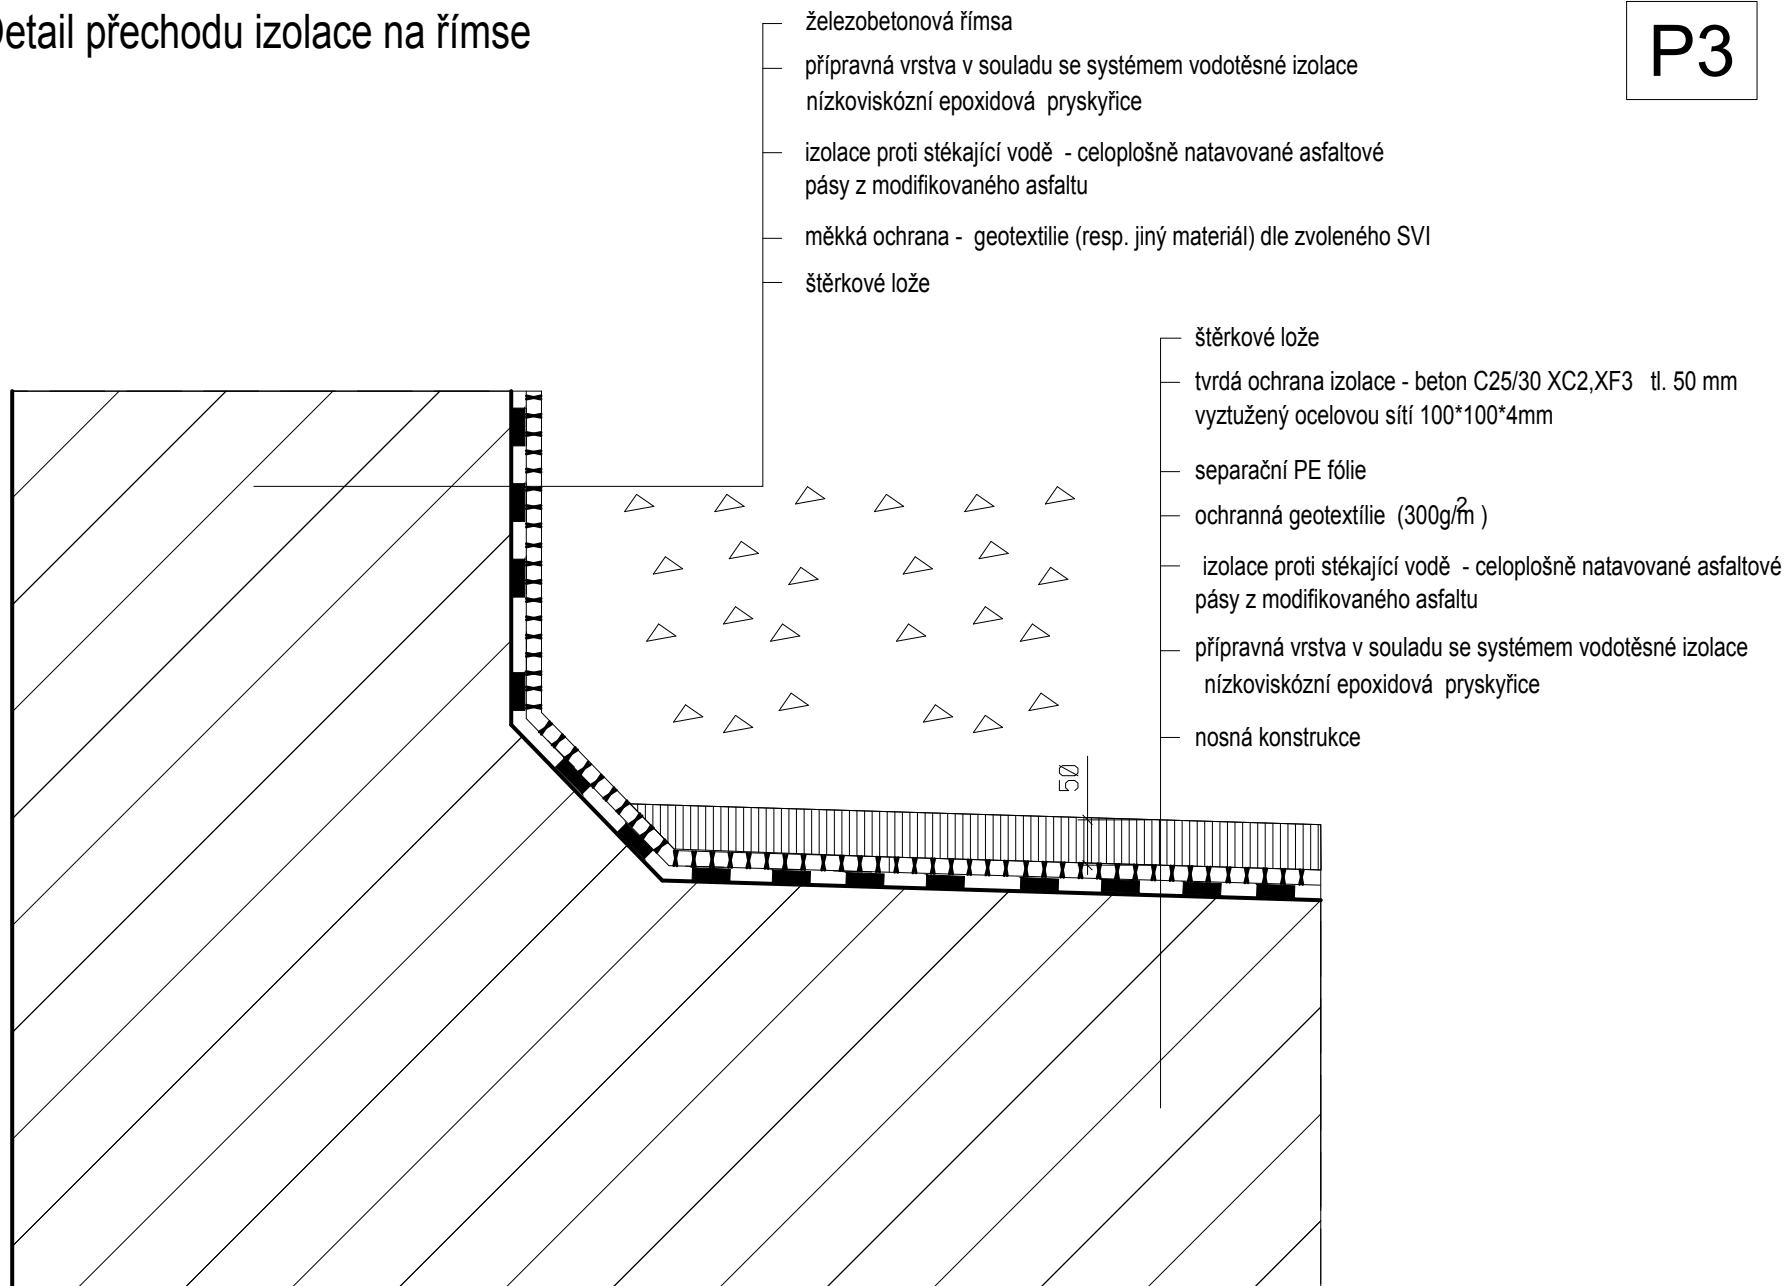 Detail přechodu izolace na římse
P3
železobetonová římsa
přípravná vrstva v souladu se systémem vodotěsné izolace
nízkoviskózní epoxidová pryskyřice
izolace proti stékající vodě - celoplošně natavované asfaltové
pásy z modifikovaného asfaltu
měkká ochrana - geotextilie (resp. jiný materiál) dle zvoleného SVI
štěrkové lože
štěrkové lože
tvrdá ochrana izolace - beton C25/30 XC2,XF3 tl. 50 mm
vyztužený ocelovou sítí 100*100*4mm
separační PE fólie
ochranná geotextílie (300g/m²)
izolace proti stékající vodě - celoplošně natavované asfaltové
pásy z modifikovaného asfaltu
přípravná vrstva v souladu se systémem vodotěsné izolace
nízkoviskózní epoxidová pryskyřice
nosná konstrukce
50